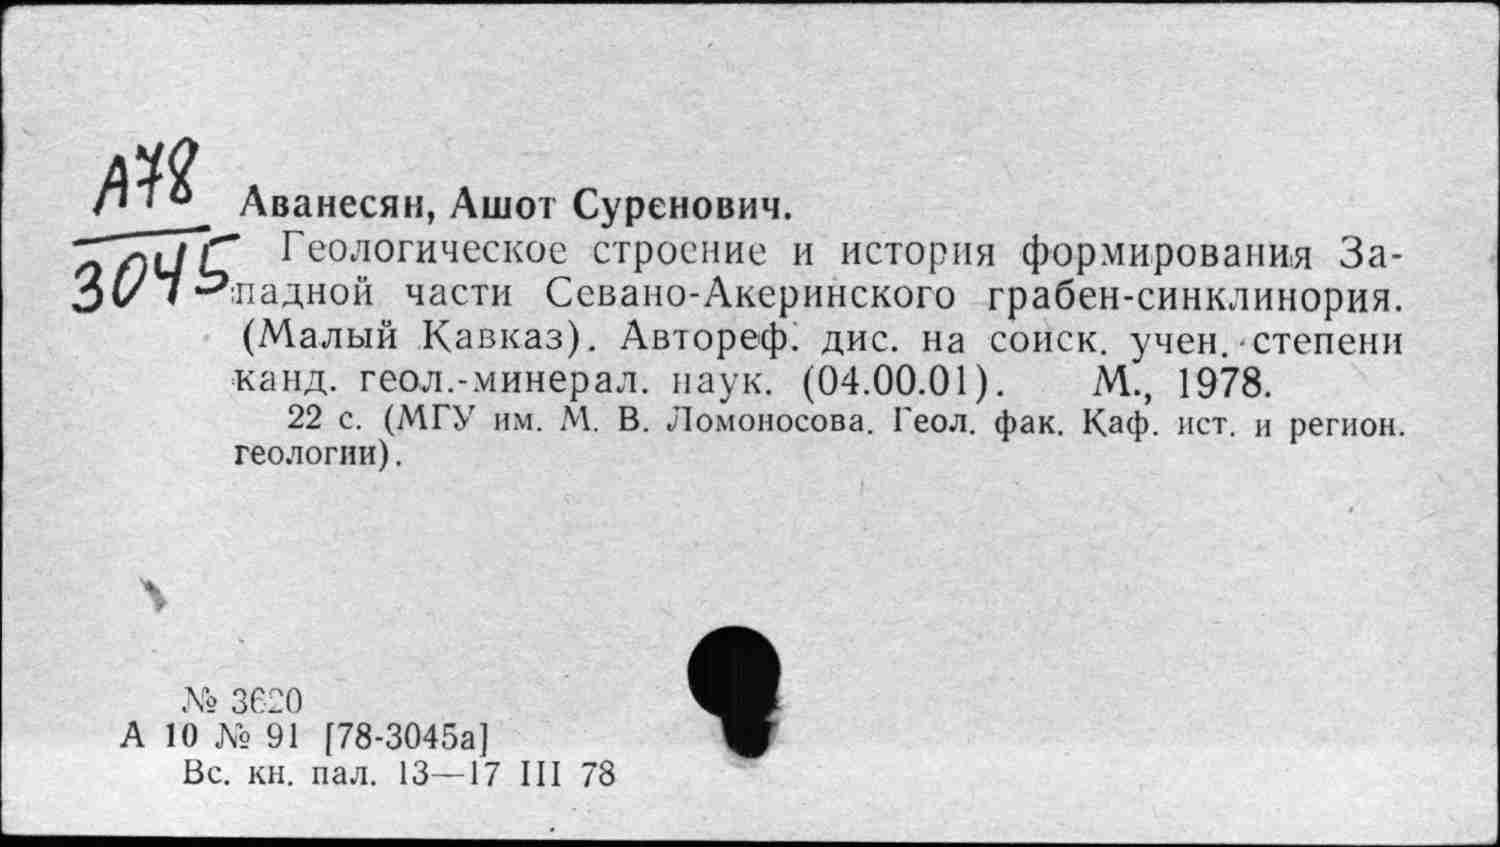 А78
Аванесян, Ашот Суренович.
3045
Геологическое строение и история формирования За-
падной части Севано-Акеринского грабен-синклинория.
(Малый Кавказ). Автореф. дис. на соиск. учен. степени
канд. геол.-минерал. наук. (04.00.01). М., 1978.
22 с. (МГУ им. М. В. Ломоносова. Геол. фак. Каф. ист. и регион.
геологии).
№ 3620
А 10 № 91 [78-3045а]
Вс. кн. пал. 13—17 III 78